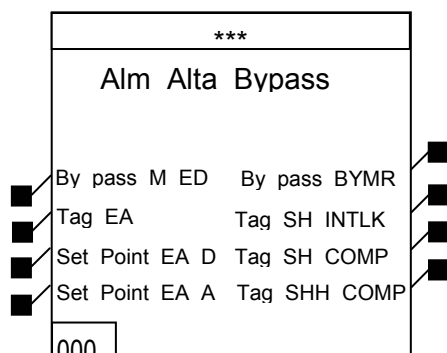 ***
Alm Alta Bypass
By pass M ED By pass BYMR
Tag EA Tag SH INTLK
Set Point EA D Tag SH COMP
Set Point EA A Tag SHH COMP
000